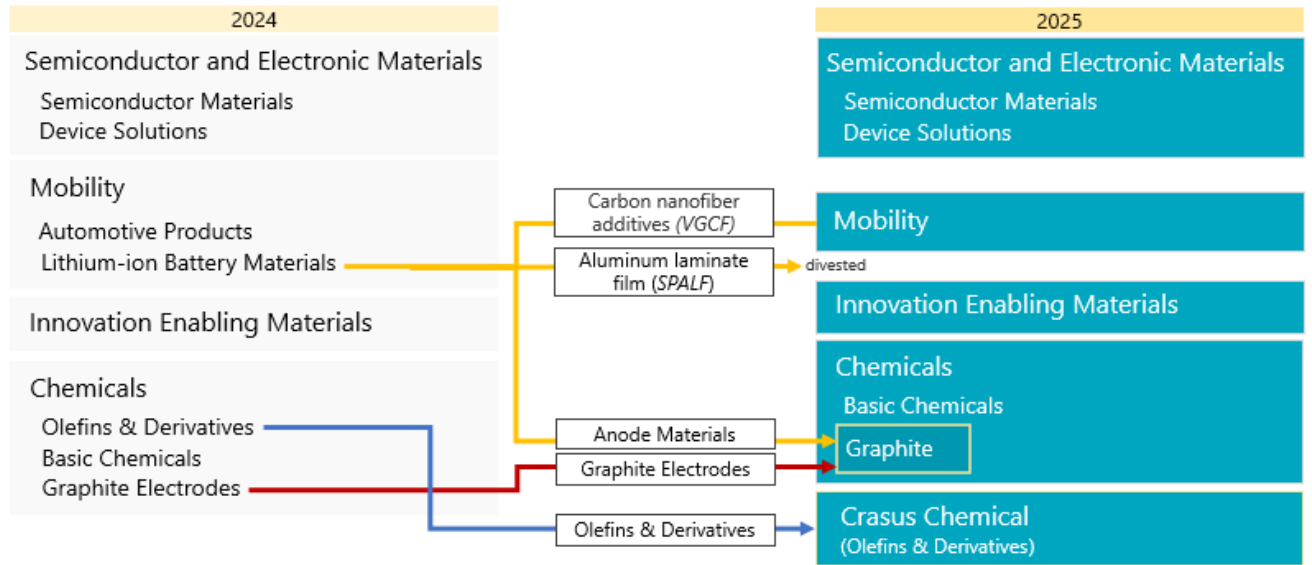 2024
Semiconductor and Electronic Materials
Semiconductor Materials
Device Solutions
Mobility
Automotive Products
Lithium-ion Battery Materials
Innovation Enabling Materials
Chemicals
Olefins & Derivatives
Basic Chemicals
Graphite Electrodes
Carbon nanofiber
additives (VGCF)
Aluminum laminate
film (SPALF)
divested
Anode Materials
Graphite Electrodes
Olefins & Derivatives
2025
Semiconductor and Electronic Materials
Semiconductor Materials
Device Solutions
Mobility
Innovation Enabling Materials
Chemicals
Basic Chemicals
Graphite
Crasus Chemical
(Olefins & Derivatives)